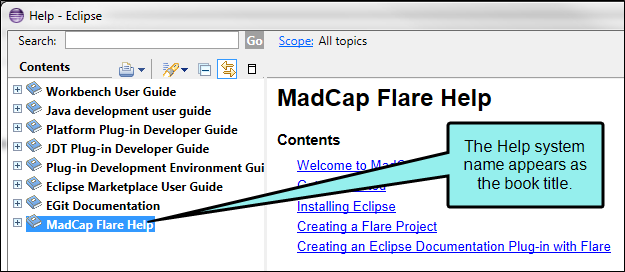 Help - Eclipse
Search: Go Scope: All topics
Contents
Workbench User Guide
Java development user guide
Platform Plug-in Developer Guide
JDT Plug-in Developer Guide
Plug-in Development Environment Gui
Eclipse Marketplace User Guide
EGit Documentation
MadCap Flare Help
MadCap Flare Help
Contents
Welcome to MadC
Installing Eclipse
Creating a Flare Project
Creating an Eclipse Documentation Plug-in with Flare
The Help system
name appears as
the book title.